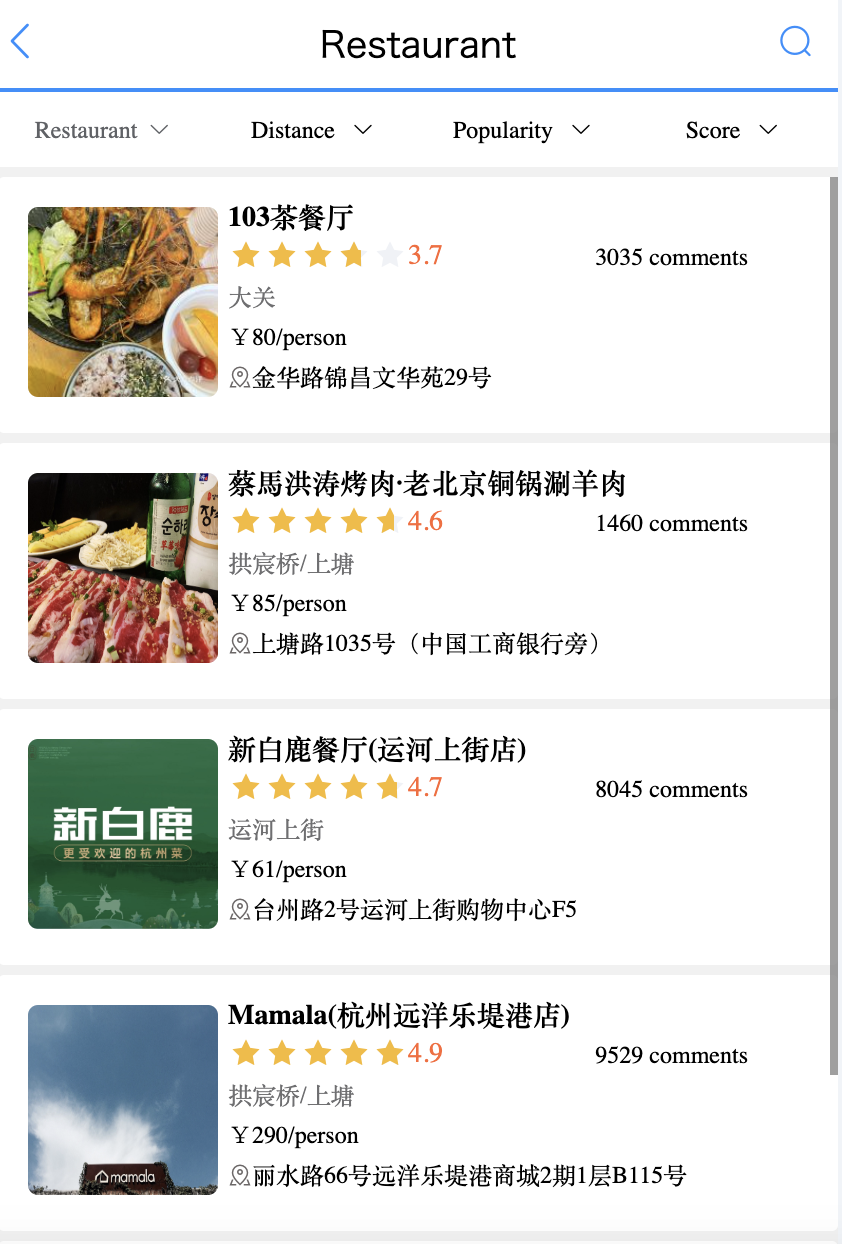 Restaurant
Restaurant Distance Popularity Score
103茶餐厅
3.7 3035 comments
大关
￥80/person
金华路锦昌文华苑29号
蔡馬洪涛烤肉·老北京铜锅涮羊肉
4.6 1460 comments
拱宸桥/上塘
￥85/person
上塘路1035号（中国工商银行旁）
순하리
新白鹿餐厅(运河上街店)
4.7 8045 comments
运河上街
￥61/person
台州路2号运河上街购物中心F5
新白鹿
更受欢迎的杭州菜
Mamala(杭州远洋乐堤港店)
4.9 9529 comments
拱宸桥/上塘
￥290/person
丽水路66号远洋乐堤港商城2期1层B115号
mamala